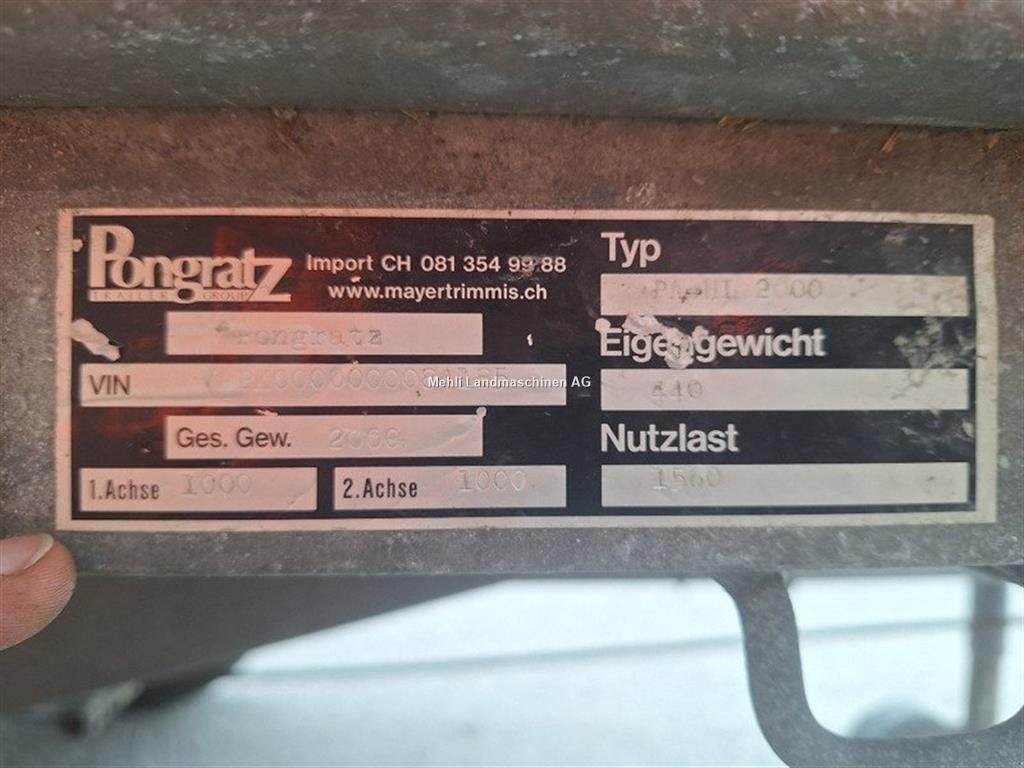 Pongratz
TRAILER GROUP
Import CH 081 354 99 88
www.mayertrimmis.ch
Pongratz
VIN
Mehli Landmaschinen AG
Ges. Gew. 2000
1.Achse 1000
2.Achse 1000
Typ
2000
Eigengewicht
440
Nutzlast
1560